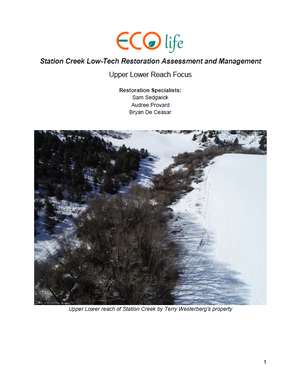 ECO life
Station Creek Low-Tech Restoration Assessment and Management
Upper Lower Reach Focus
Restoration Specialists:
Sam Sedgwick
Audree Provard
Bryan De Ceasar
Upper Lower reach of Station Creek by Terry Westerberg's property
1